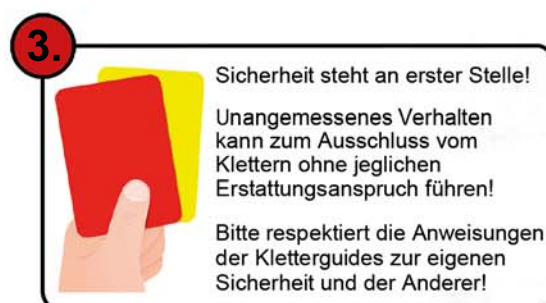 3.
Sicherheit steht an erster Stelle!
Unangemessenes Verhalten
kann zum Ausschluss vom
Klettern ohne jeglichen
Erstattungsanspruch führen!
Bitte respektiert die Anweisungen
der Kletterguides zur eigenen
Sicherheit und der Anderer!